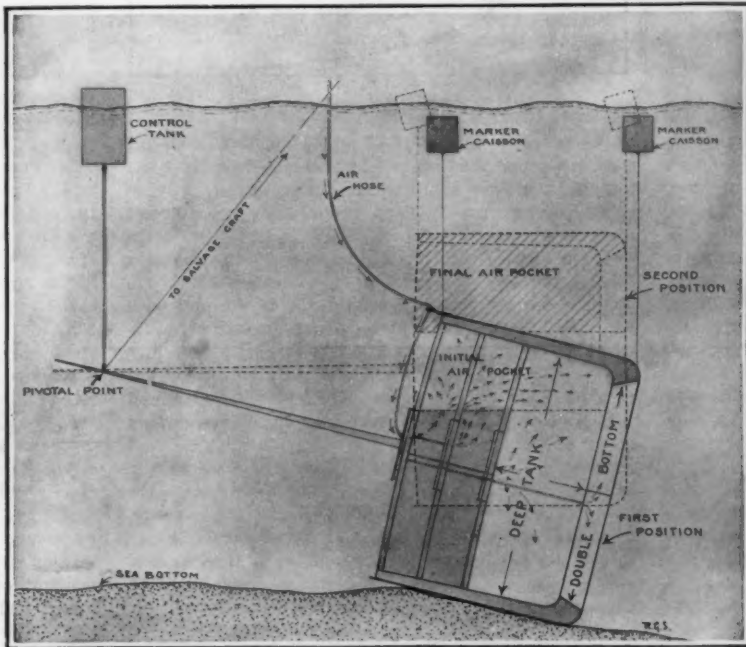 CONTROL
TANK
MARKER
CAISSON
MARKER
CAISSON
AIR
HOSE
TO SALVAGE CRAFT
FINAL AIR POCKET
SECOND
POSITION
INITIAL
AIR POCKET
PIVOTAL POINT
DEEP TANK
DOUBLE BOTTOM
FIRST
POSITION
SEA BOTTOM
R.G.S.